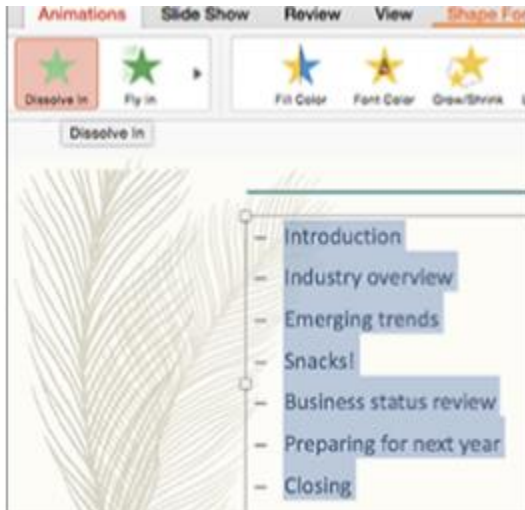 Animations Slide Show Review View Shape For
Dissolve In Fly In Fill Color Font Color Grow/Shrink
Dissolve In
– Introduction
– Industry overview
– Emerging trends
– Snacks!
– Business status review
– Preparing for next year
– Closing